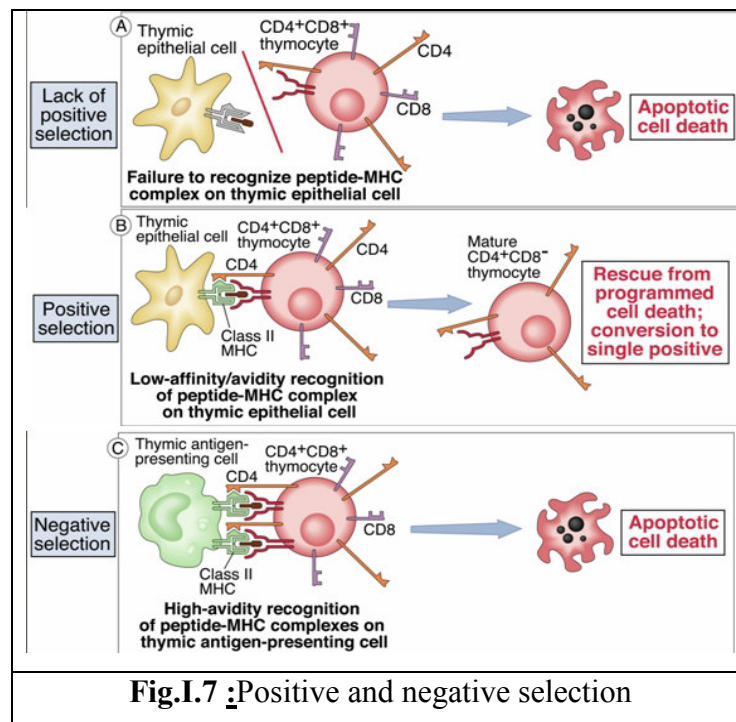 Lack of
positive
selection
A
Thymic
epithelial cell
CD4+CD8+
thymocyte
CD4
CD8
Failure to recognize peptide-MHC
complex on thymic epithelial cell
Apoptotic
cell death
Positive
selection
B
Thymic
epithelial cell
CD4+CD8+
thymocyte
CD4
CD4
CD8
Class II
MHC
Low-affinity/avidity recognition
of peptide-MHC complex
on thymic epithelial cell
Mature
CD4+CD8-
thymocyte
Rescue from
programmed
cell death;
conversion to
single positive
Negative
selection
C
Thymic antigen-
presenting cell
CD4+CD8+
thymocyte
CD4
CD8
Class II
MHC
High-avidity recognition
of peptide-MHC complexes on
thymic antigen-presenting cell
Apoptotic
cell death
Fig.I.7 :Positive and negative selection